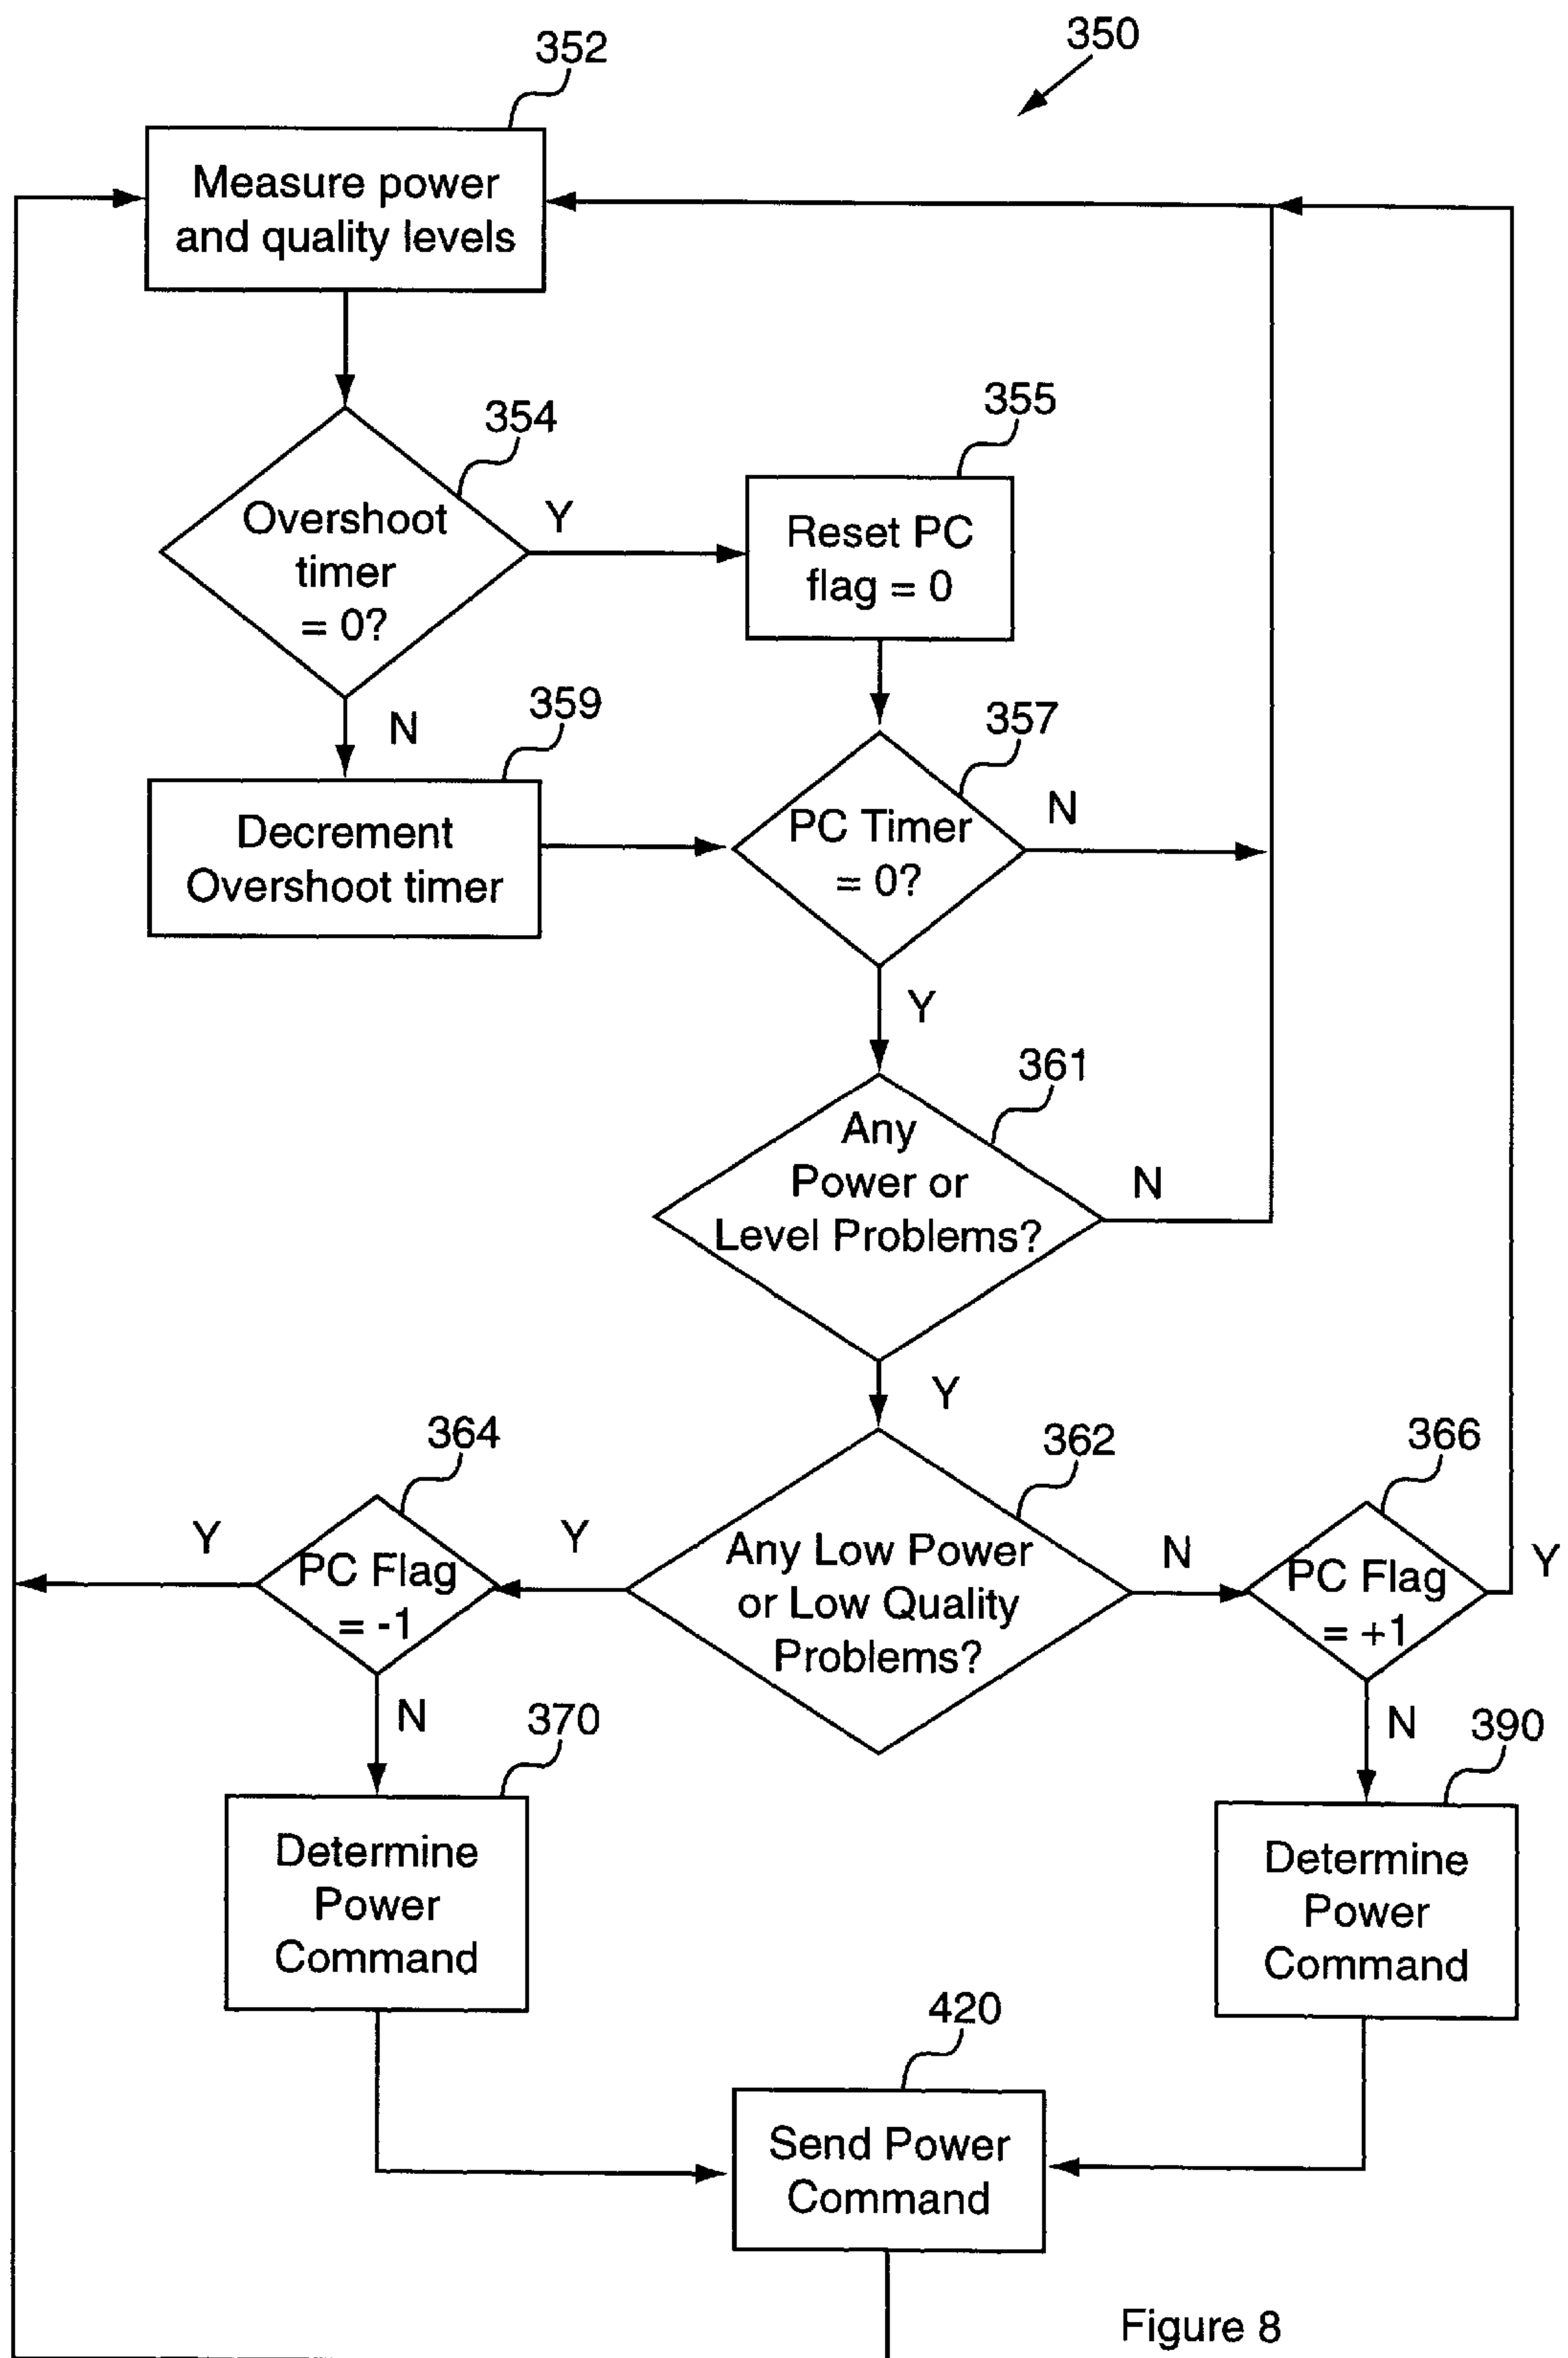 352
350
Measure power
and quality levels
354
355
Overshoot
timer
= 0?
Y
Reset PC
flag = 0
N
359
357
Decrement
Overshoot timer
PC Timer
= 0?
N
Y
361
Any
Power or
Level Problems?
N
Y
364
362
366
Y
PC Flag
= -1
Y
Any Low Power
or Low Quality
Problems?
N
PC Flag
= +1
Y
N
370
N
390
Determine
Power
Command
Determine
Power
Command
420
Send Power
Command
Figure 8